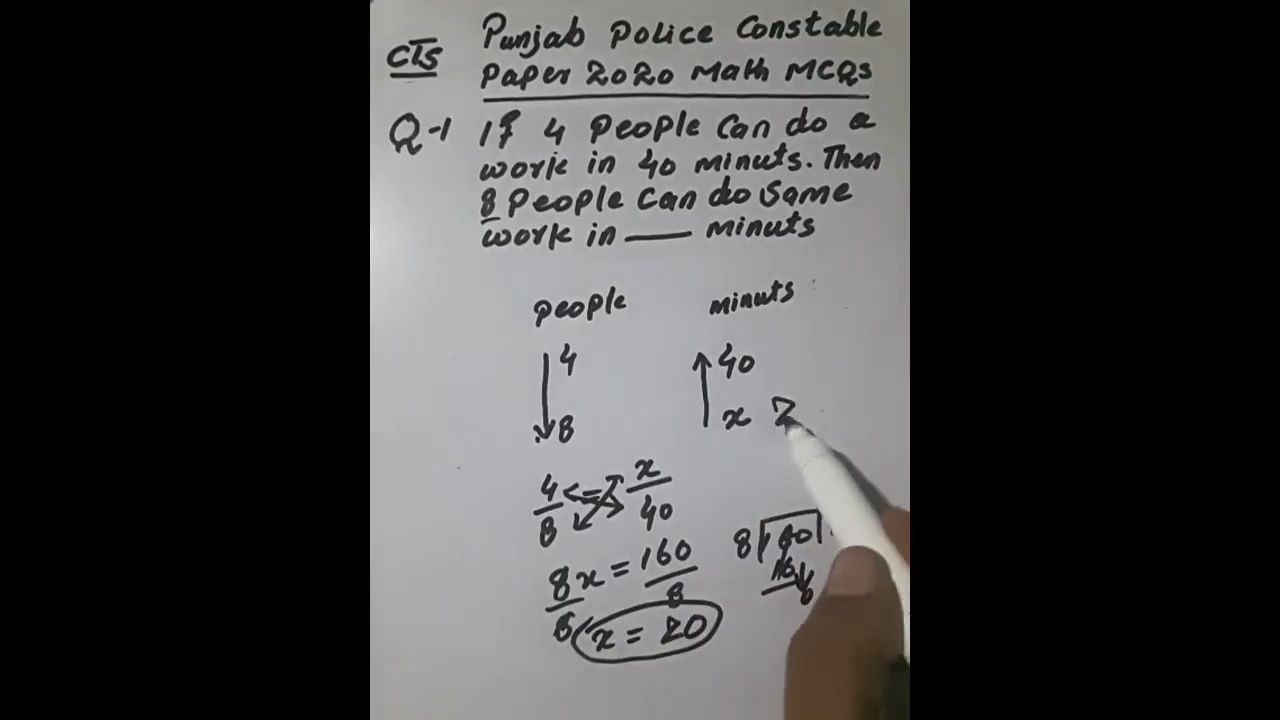 CTS Punjab Police Constable
Paper 2020 Math MCQs
Q-1 If 4 People Can do a
work in 40 minuts. Then
8 People Can do Same
work in ___ minuts
People minuts
4 40
8 x 2
4/8 = x/40
8x/8 = 160/8
x = 20
8 160
16
0